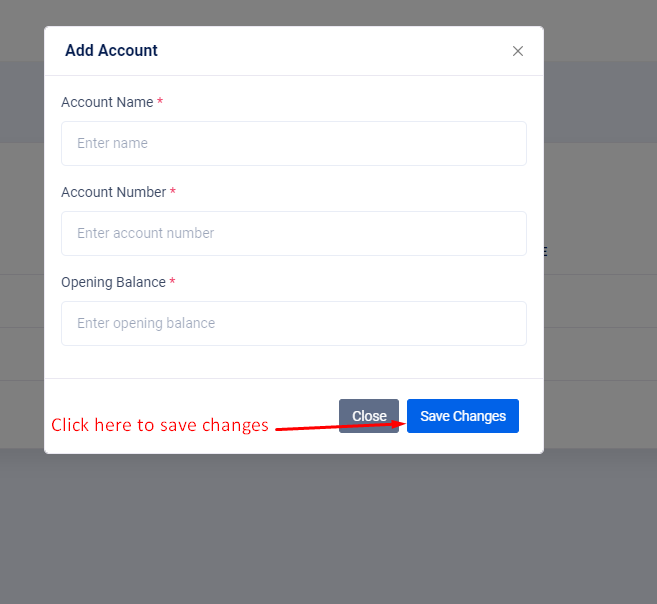 Add Account
Account Name *
Enter name
Account Number *
Enter account number
E
Opening Balance *
Enter opening balance
Close
Save Changes
Click here to save changes